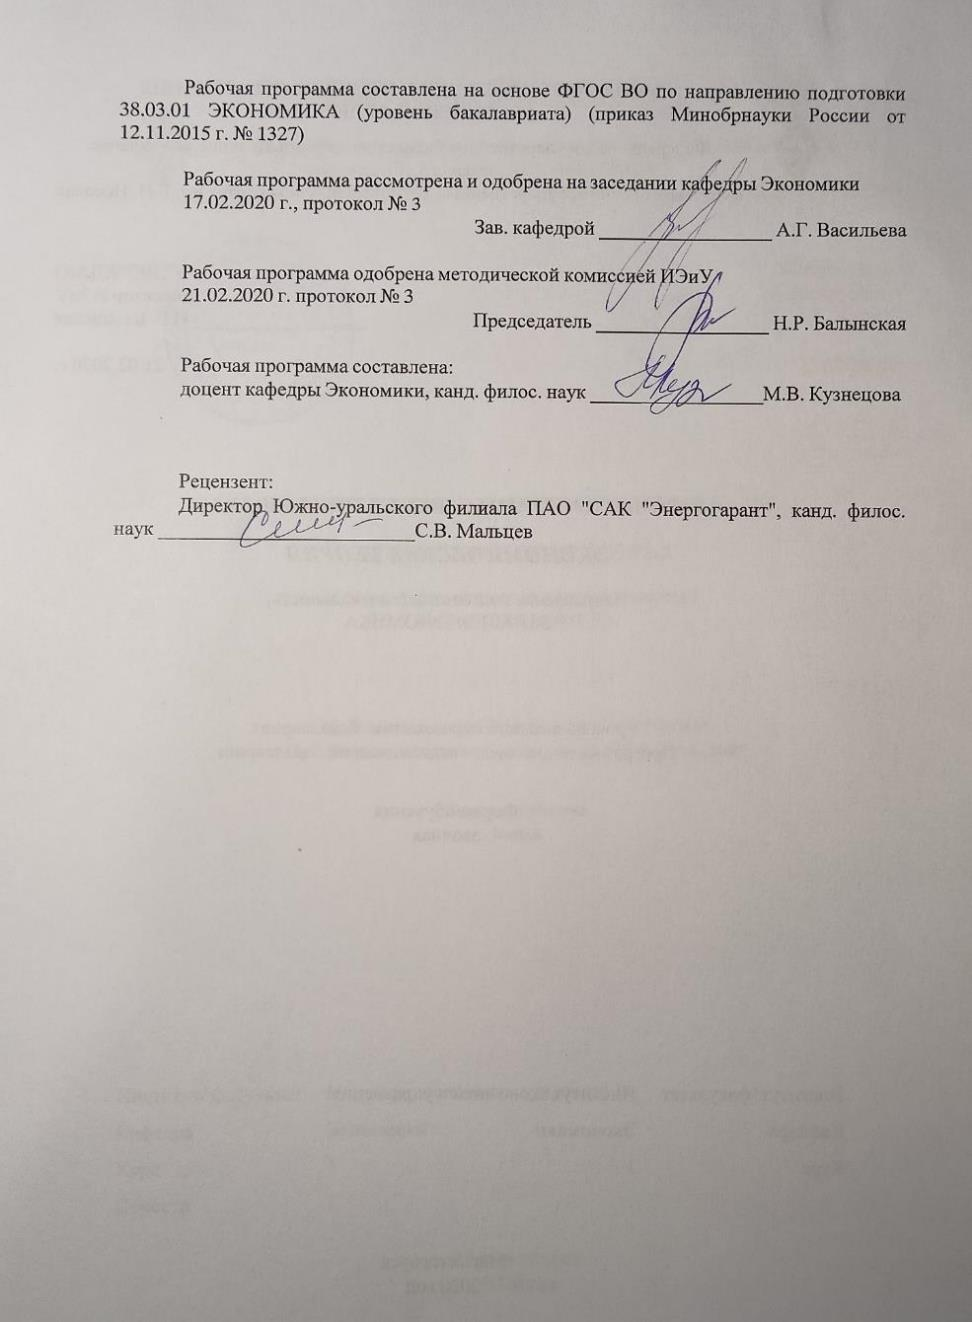 Рабочая программа составлена на основе ФГОС ВО по направлению подготовки
38.03.01 ЭКОНОМИКА (уровень бакалавриата) (приказ Минобрнауки России от
12.11.2015 г. № 1327)
Рабочая программа рассмотрена и одобрена на заседании кафедры Экономики
17.02.2020 г., протокол № 3
Зав. кафедрой А.Г. Васильева
Рабочая программа одобрена методической комиссией ИЭиУ
21.02.2020 г. протокол № 3
Председатель Н.Р. Балынская
Рабочая программа составлена:
доцент кафедры Экономики, канд. филос. наук М.В. Кузнецова
Рецензент:
Директор Южно-уральского филиала ПАО "САК "Энергогарант", канд. филос.
наук С.В. Мальцев